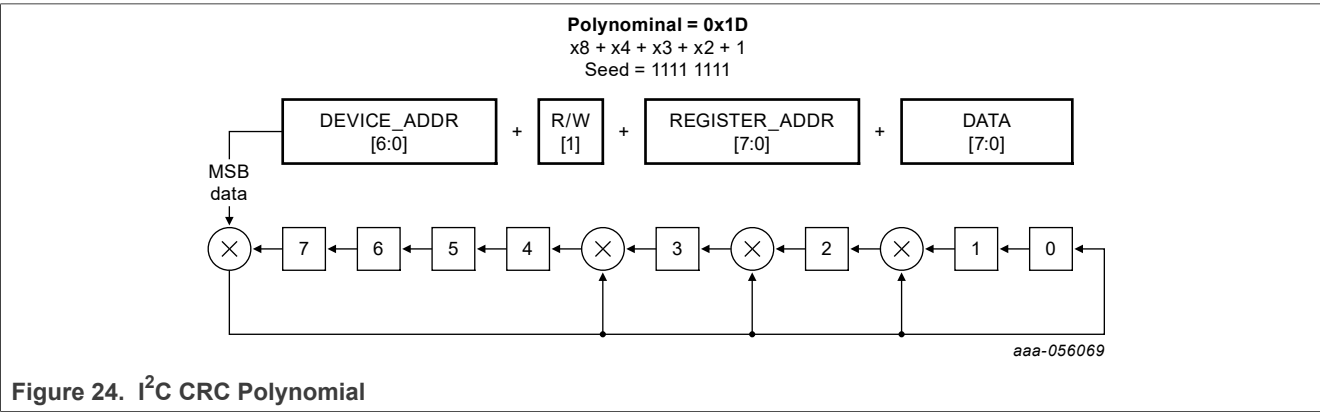 Polynominal = 0x1D
x8 + x4 + x3 + x2 + 1
Seed = 1111 1111
DEVICE_ADDR
[6:0]
+
R/W
[1]
+
REGISTER_ADDR
[7:0]
+
DATA
[7:0]
MSB
data
7
6
5
4
3
2
1
0
aaa-056069
Figure 24. I²C CRC Polynomial